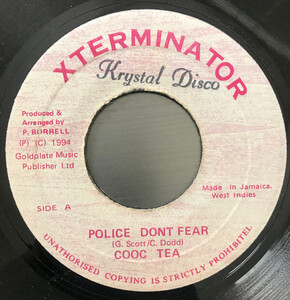 XTERMINATOR
Krystal Disco
Produced &
Arranged by
P. BURRELL
(P) (C) 1994
Goldplate Music
Publisher Ltd
Made in Jamaica,
West Indies
SIDE A
POLICE DONT FEAR
(G. Scott/C. Dodd)
COOC TEA
UNAUTHORISED COPYING IS STRICTLY PROHIBITEL